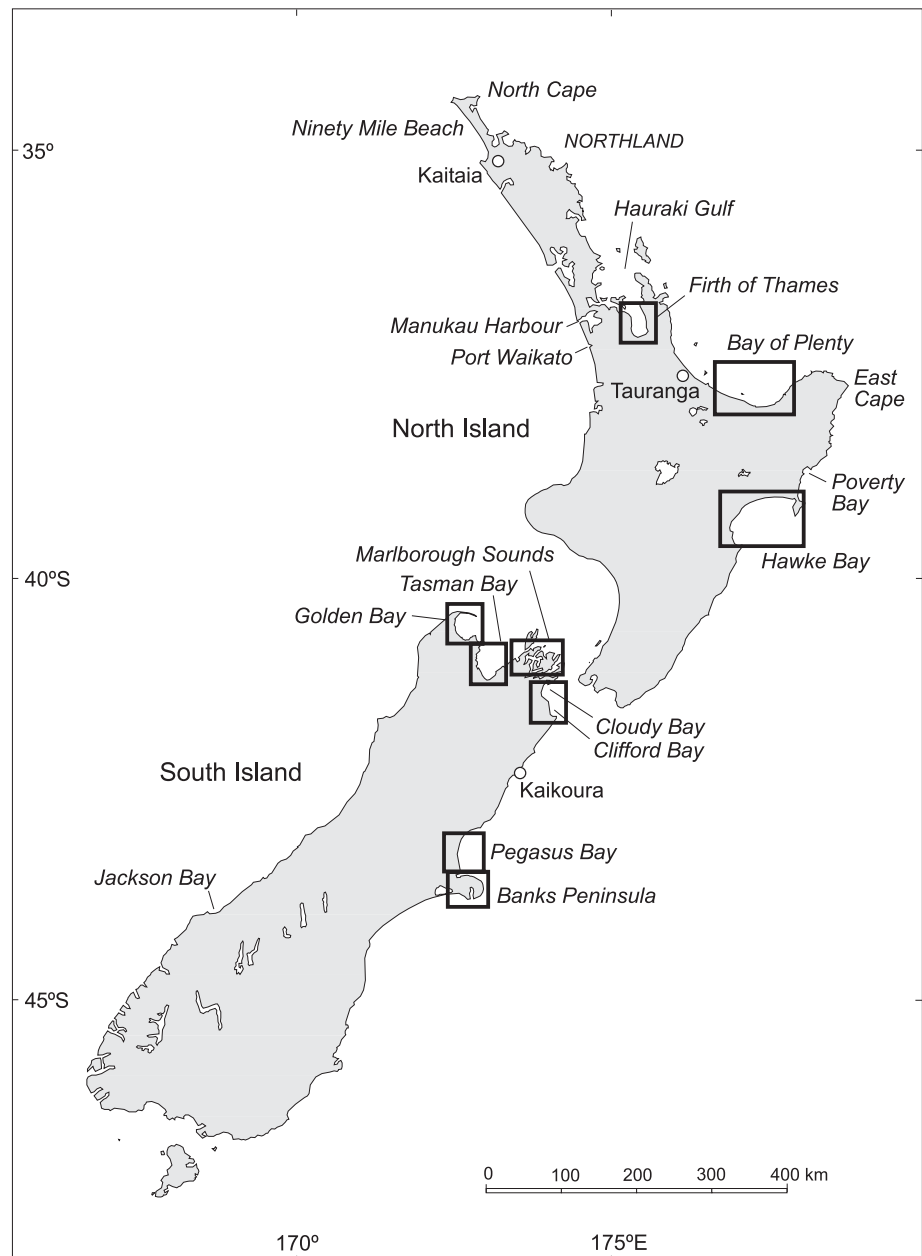 North Cape
Ninety Mile Beach
NORTHLAND
35º
Kaitaia
Hauraki Gulf
Firth of Thames
Manukau Harbour
Bay of Plenty
Port Waikato
East
Cape
Tauranga
North Island
Poverty
Bay
Marlborough Sounds
Hawke Bay
40ºS
Tasman Bay
Golden Bay
Cloudy Bay
Clifford Bay
South Island
Kaikoura
Pegasus Bay
Jackson Bay
Banks Peninsula
45ºS
0 100 200 300 400 km
170º 175ºE